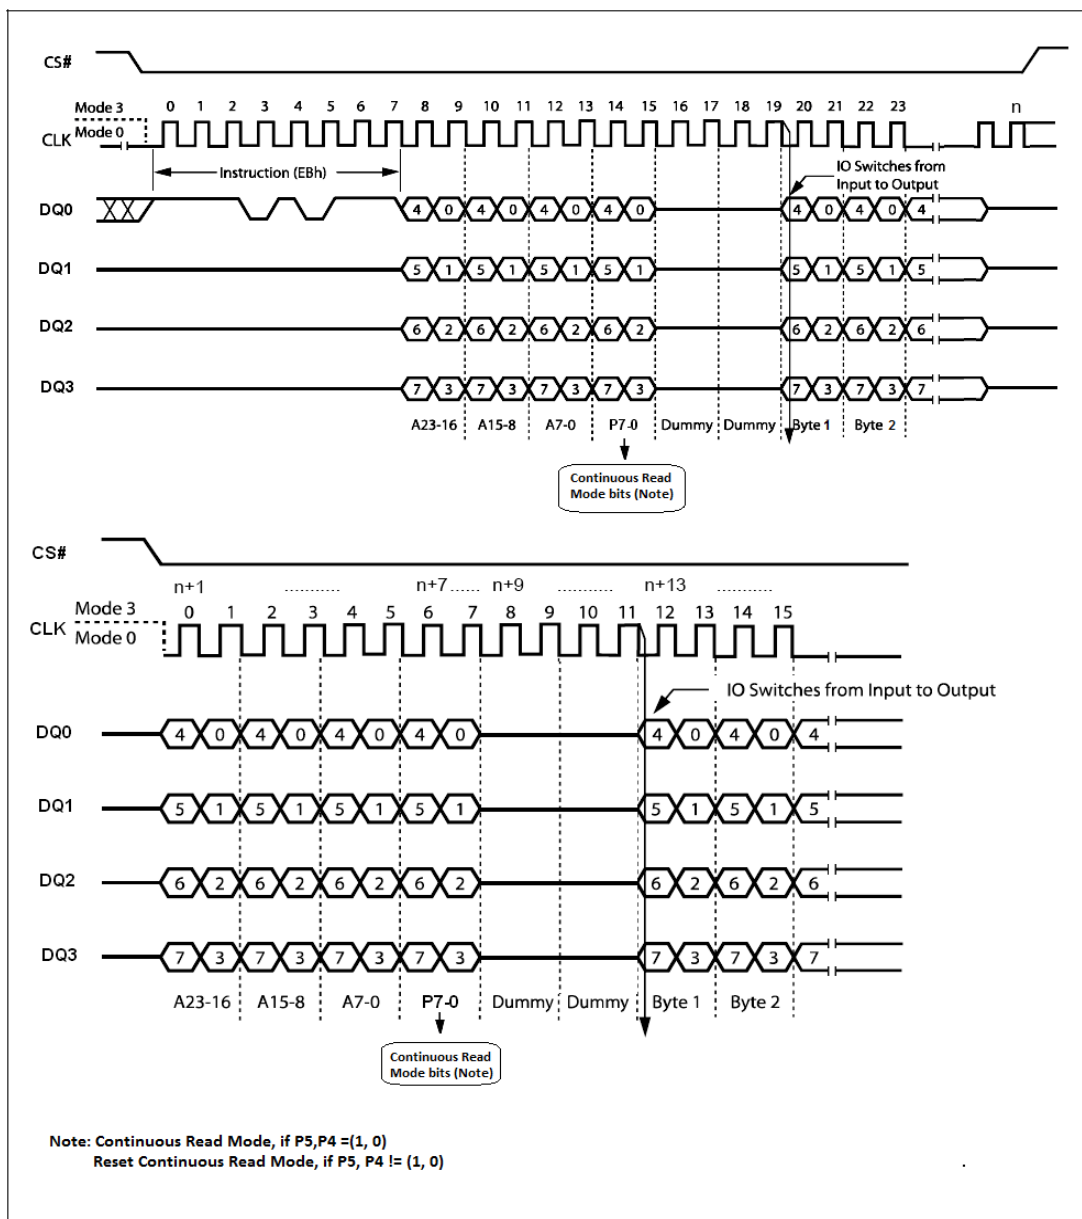 CS#
Mode 3
0 1 2 3 4 5 6 7 8 9 10 11 12 13 14 15 16 17 18 19 20 21 22 23 n
CLK Mode 0
Instruction (EBh)
IO Switches from
Input to Output
DQ0 4 0 4 0 4 0 4 0 4 0 4 0 4
DQ1 5 1 5 1 5 1 5 1 5 1 5 1 5
DQ2 6 2 6 2 6 2 6 2 6 2 6 2 6
DQ3 7 3 7 3 7 3 7 3 7 3 7 3 7
A23-16 A15-8 A7-0 P7-0 Dummy Dummy Byte 1 Byte 2
Continuous Read
Mode bits (Note)
CS#
n+1 ........... n+7 ...... n+9 ........... n+13 ...........
Mode 3 0 1 2 3 4 5 6 7 8 9 10 11 12 13 14 15
CLK Mode 0
IO Switches from Input to Output
DQ0 4 0 4 0 4 0 4 0 4 0 4 0 4
DQ1 5 1 5 1 5 1 5 1 5 1 5 1 5
DQ2 6 2 6 2 6 2 6 2 6 2 6 2 6
DQ3 7 3 7 3 7 3 7 3 7 3 7 3 7
A23-16 A15-8 A7-0 P7-0 Dummy Dummy Byte 1 Byte 2
Continuous Read
Mode bits (Note)
Note: Continuous Read Mode, if P5,P4 =(1, 0)
Reset Continuous Read Mode, if P5, P4 != (1, 0)